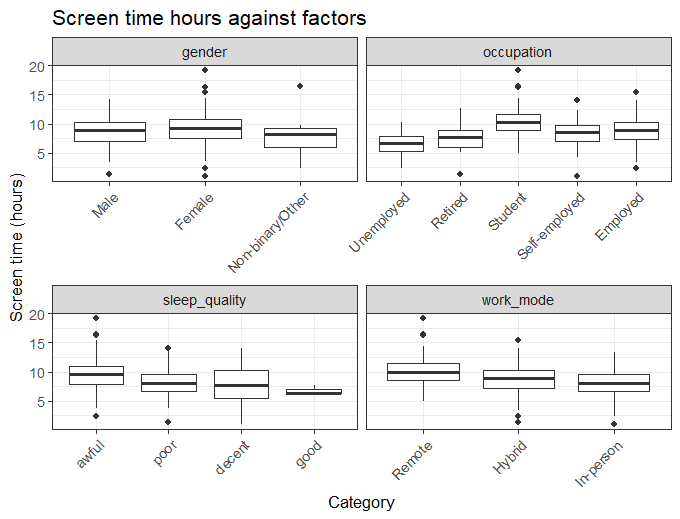 Screen time hours against factors
gender
occupation
20
15
10
5
Male
Female
Non-binary/Other
Unemployed
Retired
Student
Self-employed
Employed
Screen time (hours)
sleep_quality
work_mode
20
15
10
5
awful
poor
decent
good
Remote
Hybrid
In-person
Category